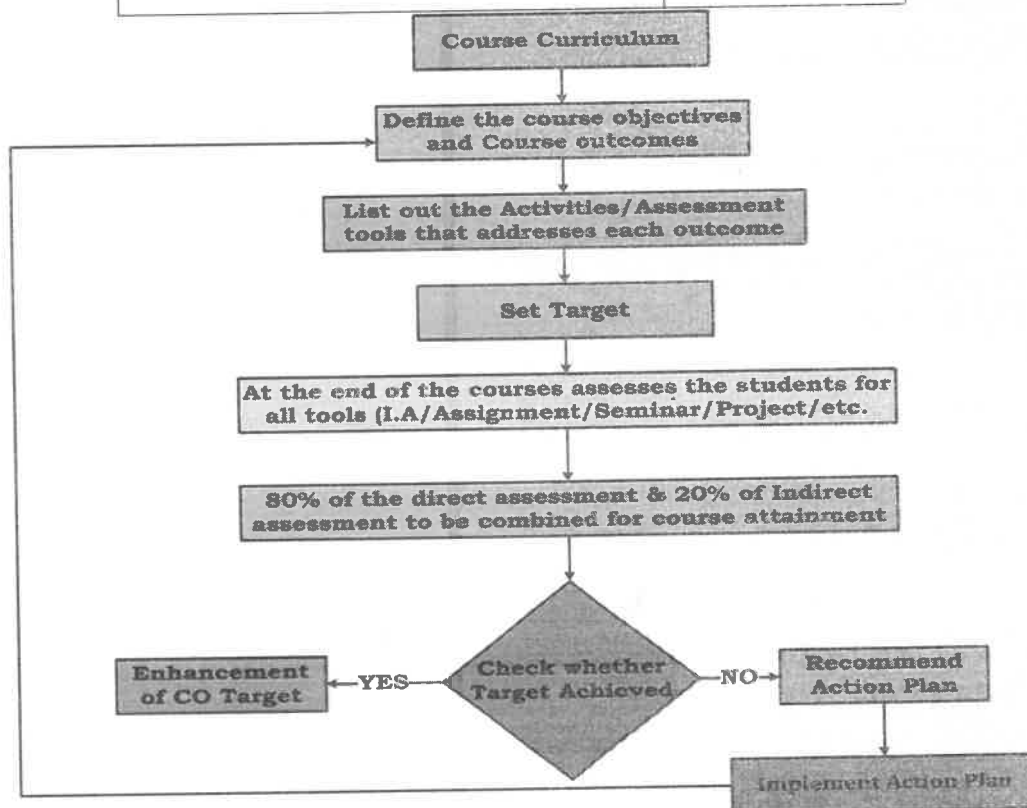 Course Curriculum
Define the course objectives
and Course outcomes
List out the Activities/Assessment
tools that addresses each outcome
Set Target
At the end of the courses assesses the students for
all tools (I.A/Assignment/Seminar/Project/etc.
80% of the direct assessment & 20% of Indirect
assessment to be combined for course attainment
Check whether
Target Achieved
YES
NO
Enhancement
of CO Target
Recommend
Action Plan
Implement Action Plan